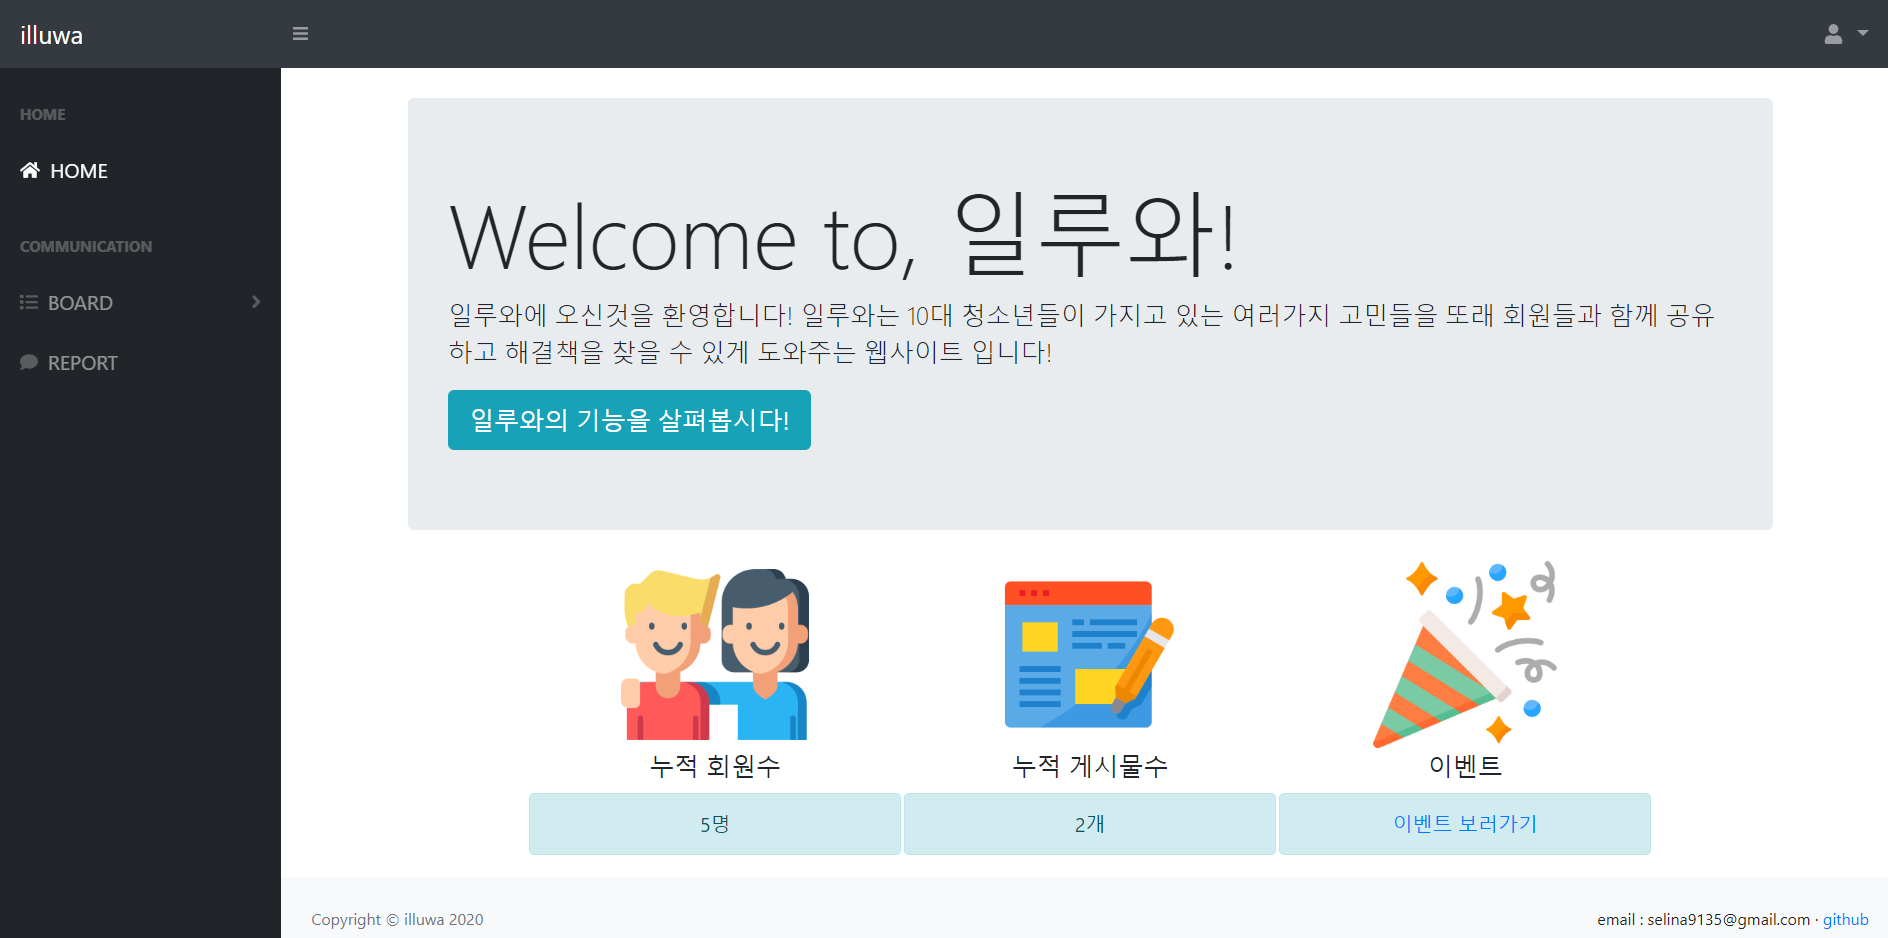 illuwa
HOME
HOME
COMMUNICATION
BOARD
REPORT
Welcome to, 일루와!
일루와에 오신것을 환영합니다! 일루와는 10대 청소년들이 가지고 있는 여러가지 고민들을 또래 회원들과 함께 공유
하고 해결책을 찾을 수 있게 도와주는 웹사이트 입니다!
일루와의 기능을 살펴봅시다!
누적 회원수
누적 게시물수
이벤트
5명
2개
이벤트 보러가기
Copyright © illuwa 2020
email : selina9135@gmail.com · github